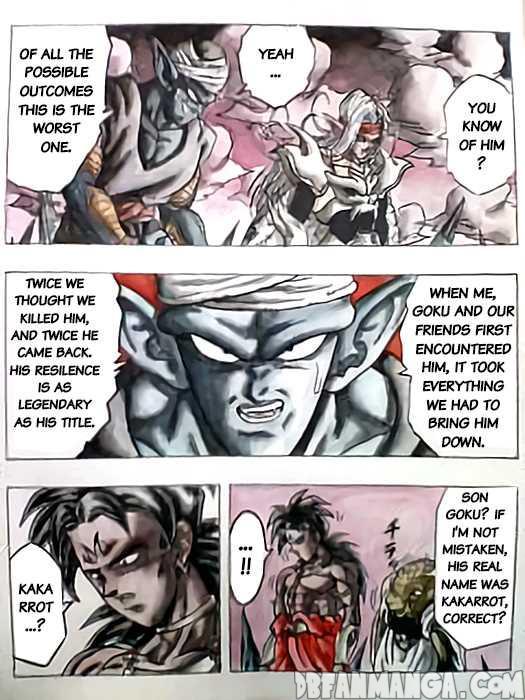 YOU
KNOW
OF HIM
?
YEAH
...
OF ALL THE
POSSIBLE
OUTCOMES
THIS IS THE
WORST
ONE.
WHEN ME,
GOKU AND OUR
FRIENDS FIRST
ENCOUNTERED
HIM, IT TOOK
EVERYTHING
WE HAD TO
BRING HIM
DOWN.
TWICE WE
THOUGHT WE
KILLED HIM,
AND TWICE HE
CAME BACK.
HIS RESILENCE
IS AS
LEGENDARY
AS HIS TITLE.
SON
GOKU? IF
I'M NOT
MISTAKEN,
HIS REAL
NAME WAS
KAKARROT,
CORRECT?
チラ
...
!!
KAKA
RROT
...?
DBFANMANGA.COM